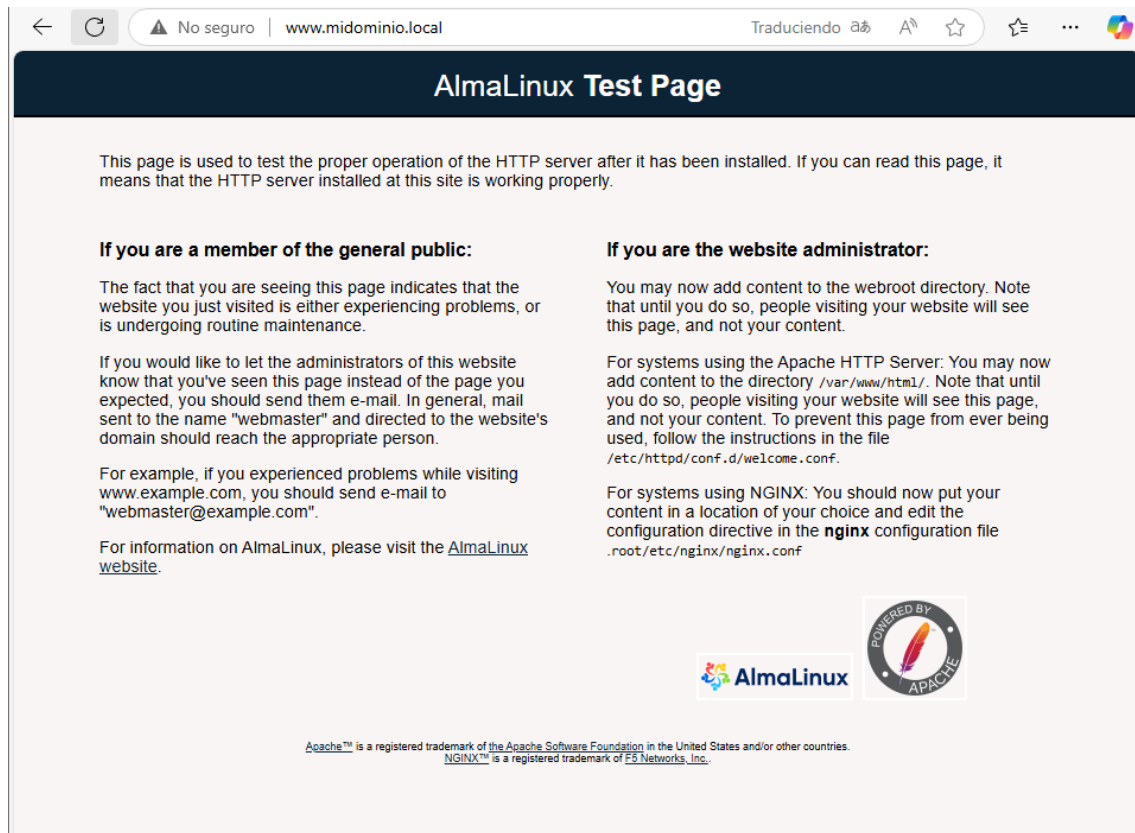 No seguro
www.midominio.local
Traduciendo
AlmaLinux Test Page
This page is used to test the proper operation of the HTTP server after it has been installed. If you can read this page, it
means that the HTTP server installed at this site is working properly.
If you are a member of the general public:
The fact that you are seeing this page indicates that the
website you just visited is either experiencing problems, or
is undergoing routine maintenance.
If you would like to let the administrators of this website
know that you've seen this page instead of the page you
expected, you should send them e-mail. In general, mail
sent to the name "webmaster" and directed to the website's
domain should reach the appropriate person.
For example, if you experienced problems while visiting
www.example.com, you should send e-mail to
"webmaster@example.com".
For information on AlmaLinux, please visit the AlmaLinux
website.
If you are the website administrator:
You may now add content to the webroot directory. Note
that until you do so, people visiting your website will see
this page, and not your content.
For systems using the Apache HTTP Server: You may now
add content to the directory /var/www/html/. Note that until
you do so, people visiting your website will see this page,
and not your content. To prevent this page from ever being
used, follow the instructions in the file
/etc/httpd/conf.d/welcome.conf.
For systems using NGINX: You should now put your
content in a location of your choice and edit the
configuration directive in the nginx configuration file
.root/etc/nginx/nginx.conf
AlmaLinux
POWERED BY
APACHE
Apache™ is a registered trademark of the Apache Software Foundation in the United States and/or other countries.
NGINX™ is a registered trademark of F5 Networks, Inc..